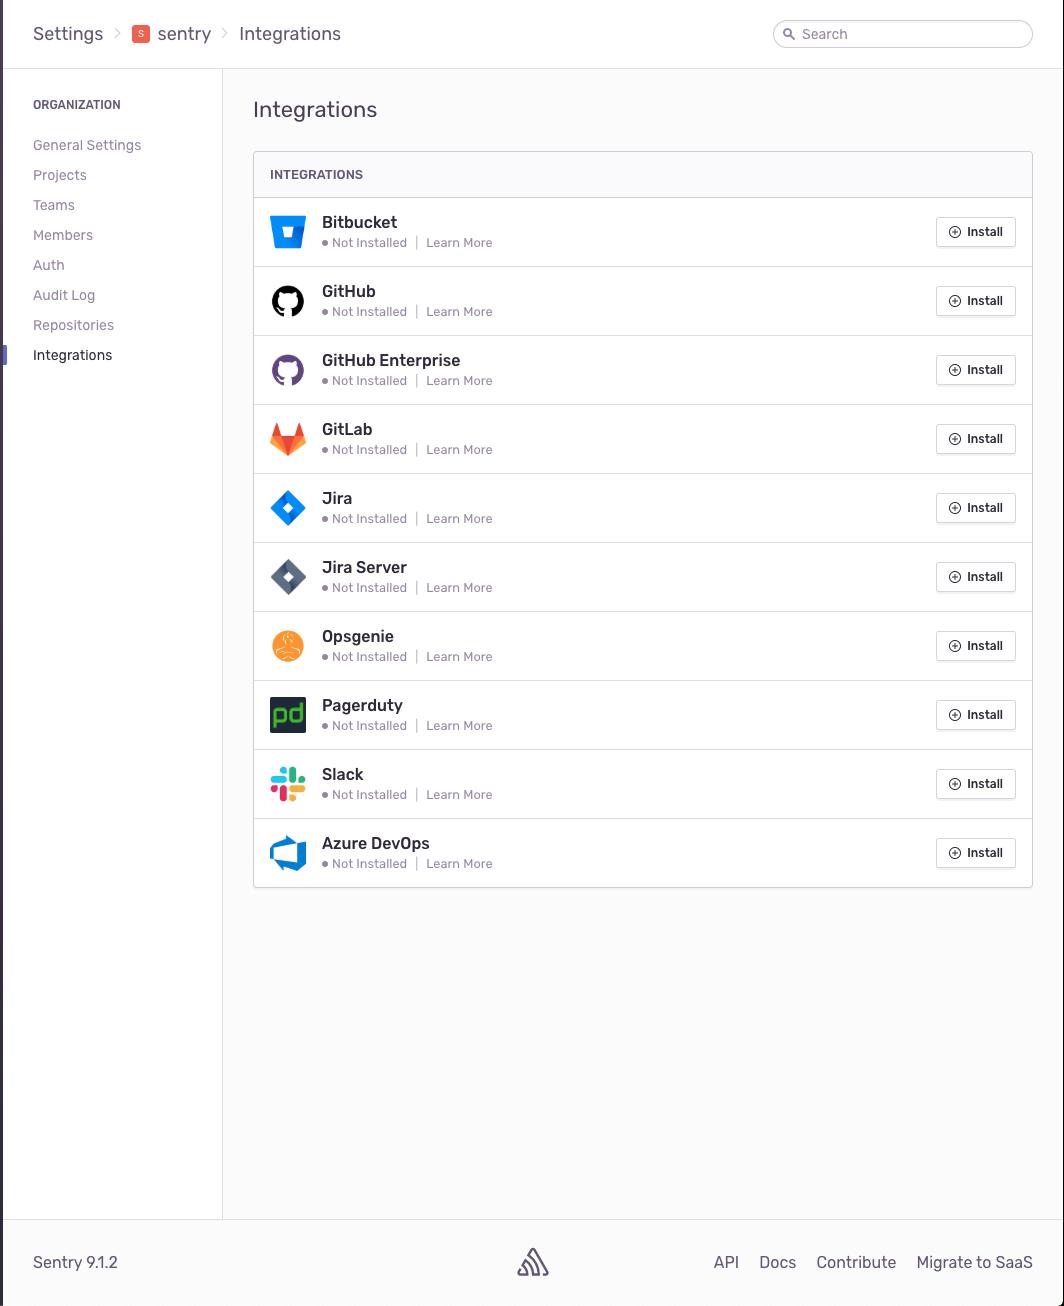 Settings > S sentry > Integrations
Search
ORGANIZATION
General Settings
Projects
Teams
Members
Auth
Audit Log
Repositories
Integrations
Integrations
INTEGRATIONS
Bitbucket
Not Installed | Learn More
Install
GitHub
Not Installed | Learn More
Install
GitHub Enterprise
Not Installed | Learn More
Install
GitLab
Not Installed | Learn More
Install
Jira
Not Installed | Learn More
Install
Jira Server
Not Installed | Learn More
Install
Opsgenie
Not Installed | Learn More
Install
pd
Pagerduty
Not Installed | Learn More
Install
Slack
Not Installed | Learn More
Install
Azure DevOps
Not Installed | Learn More
Install
Sentry 9.1.2
API Docs Contribute Migrate to SaaS